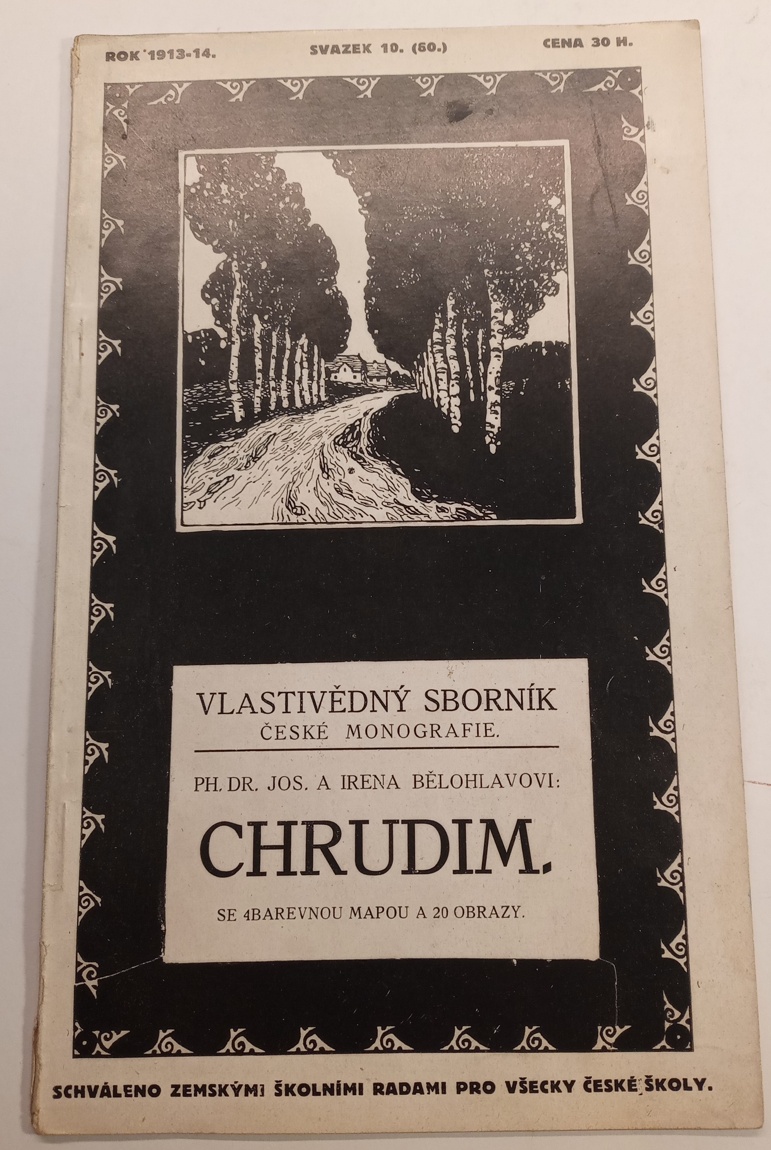 ROK 1913-14.
SVAZEK 10. (60.)
CENA 30 H.
VLASTIVĚDNÝ SBORNÍK
ČESKÉ MONOGRAFIE.
PH. DR. JOS. A IRENA BĚLOHLAVOVI:
CHRUDIM.
SE 4BAREVNOU MAPOU A 20 OBRAZY.
SCHVÁLENO ZEMSKÝMI ŠKOLNÍMI RADAMI PRO VŠECKY ČESKÉ ŠKOLY.